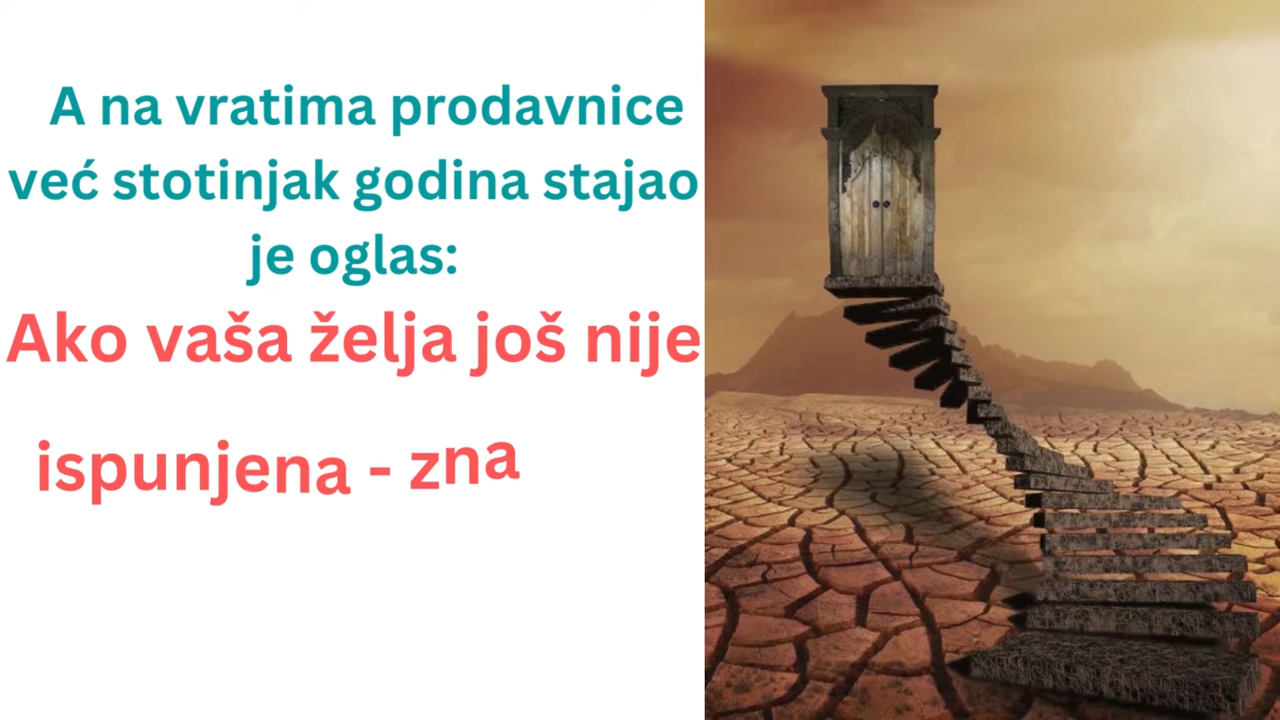 A na vratima prodavnice
već stotinjak godina stajao
je oglas:
Ako vaša želja još nije
ispunjena - zna